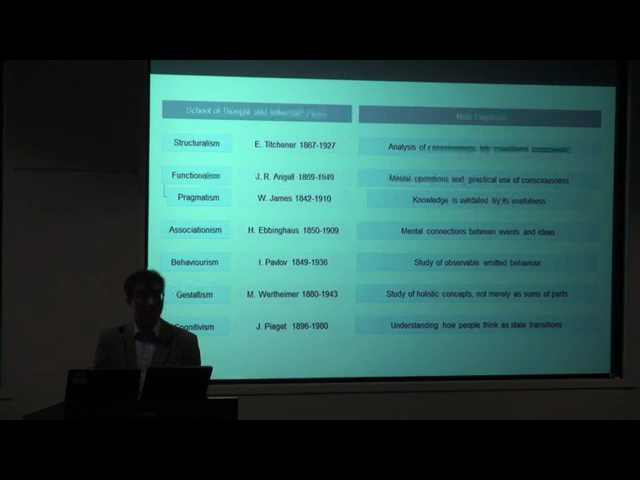 School of Thought and
Structuralism E. Titchener 1867-1927 Analysis of consciousness into constituent components
Functionalism J. R. Angell 1869-1949 Mental operations and practical use of consciousness
Pragmatism W. James 1842-1910 Knowledge is validated by its usefulness
Associationism H. Ebbinghaus 1850-1909 Mental connections between events and ideas
Behaviourism I. Pavlov 1849-1936 Study of observable emitted behaviour
Gestaltism M. Wertheimer 1880-1943 Study of holistic concepts, not merely as sums of parts
Cognitivism J. Piaget 1896-1980 Understanding how people think as state transitions